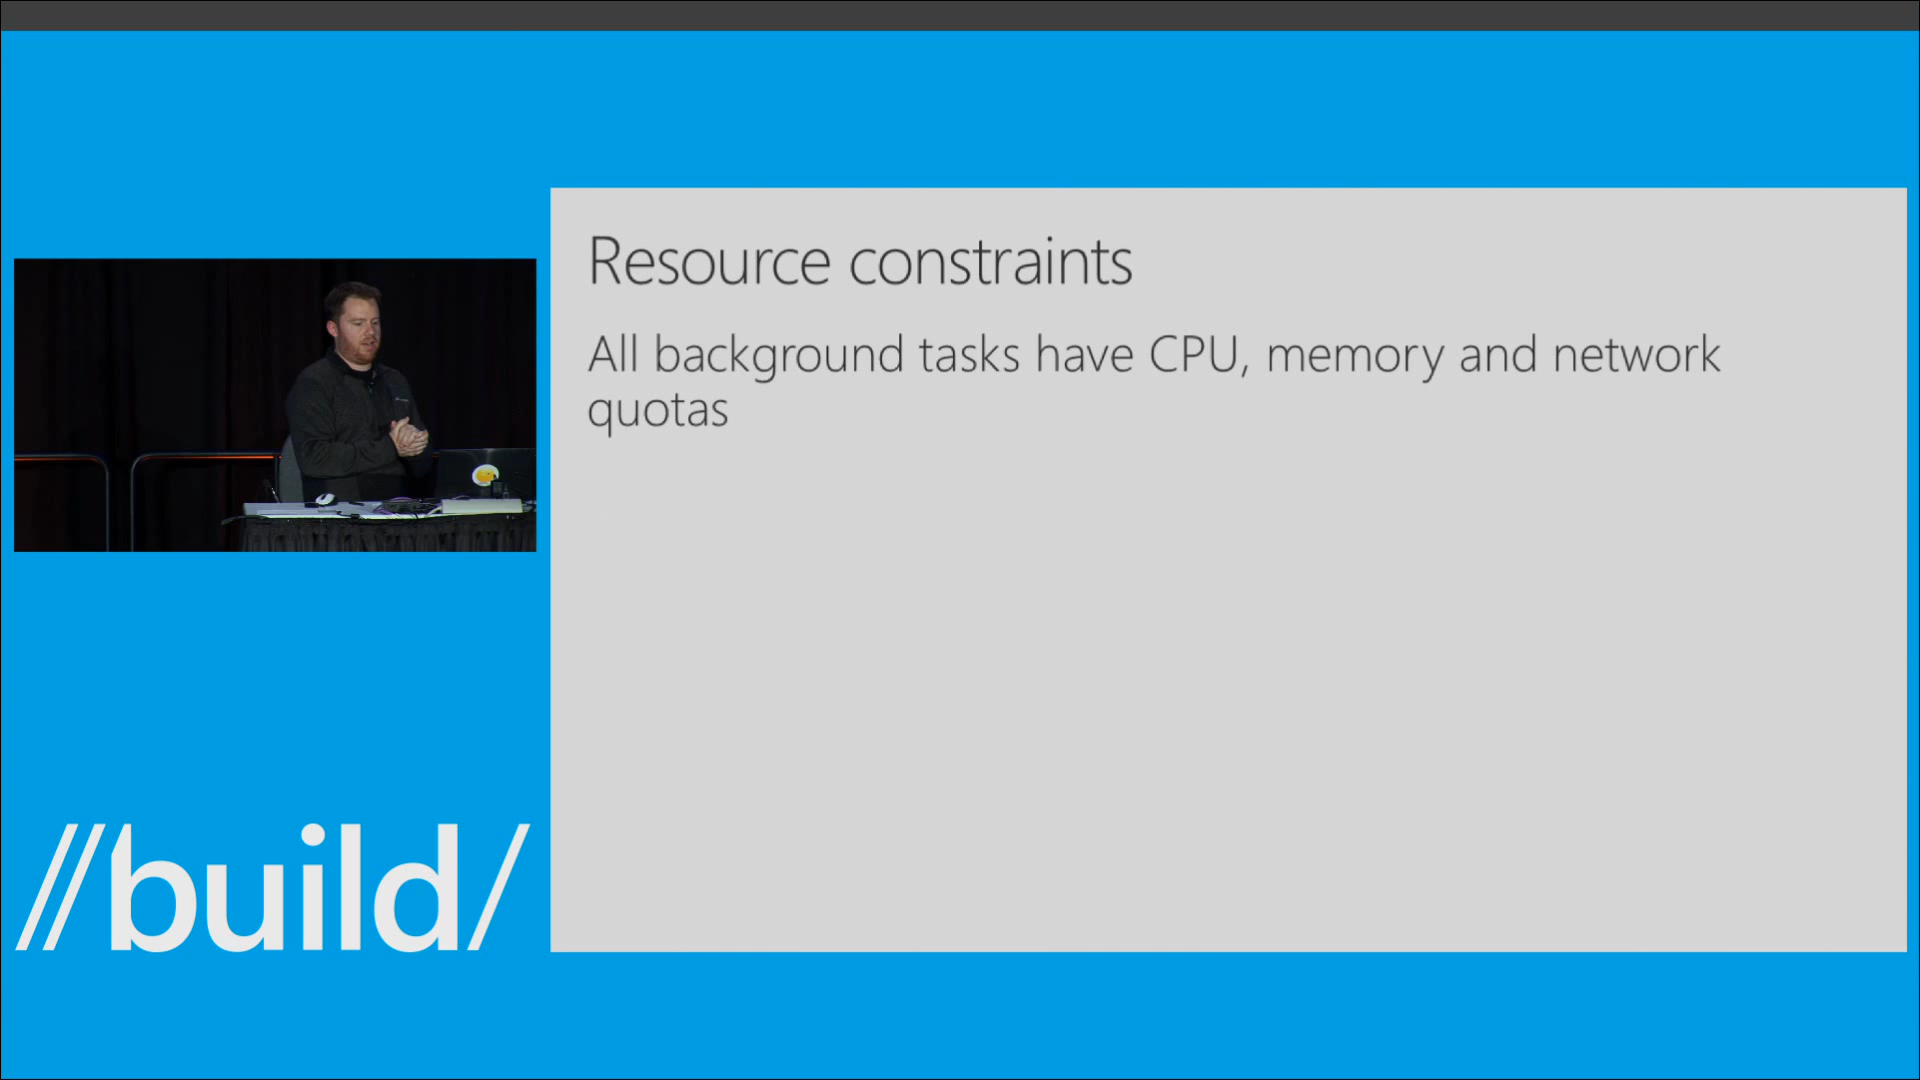 Resource constraints
All background tasks have CPU, memory and network
quotas
//build/